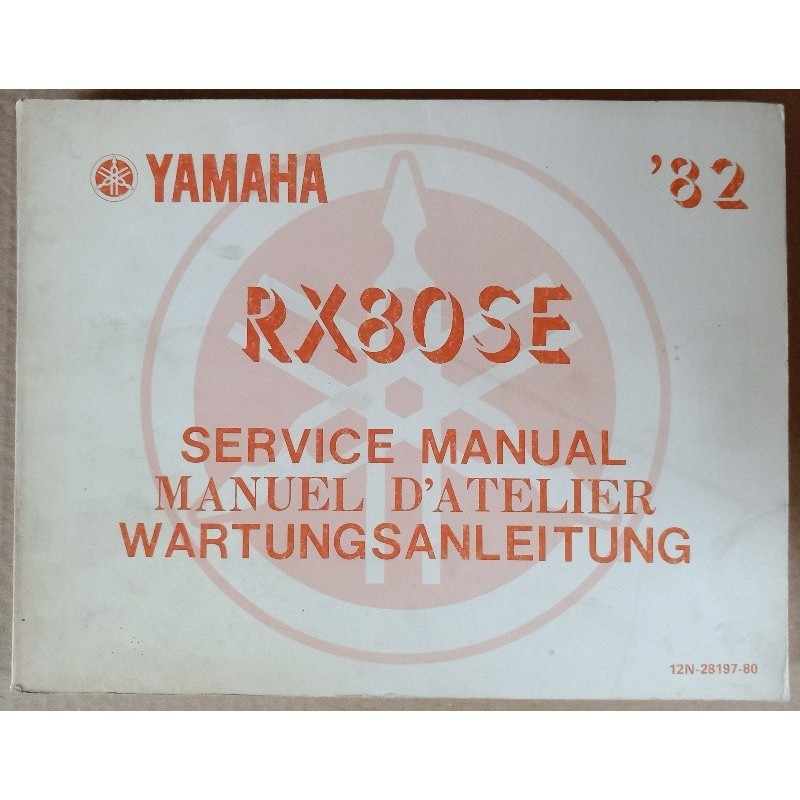 YAMAHA
'82
RX80SE
SERVICE MANUAL
MANUEL D'ATELIER
WARTUNGSANLEITUNG
12N-28197-80